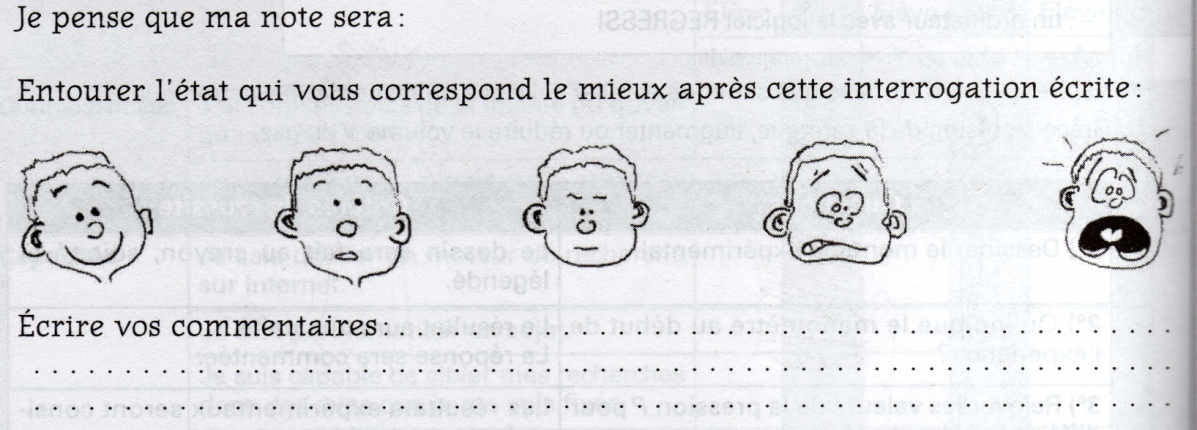 Je pense que ma note sera :
Entourer l'état qui vous correspond le mieux après cette interrogation écrite :
Écrire vos commentaires . . . . . . . . . . . . . . . . . . . . . . . . . . . . . . . . . . . . . . . .